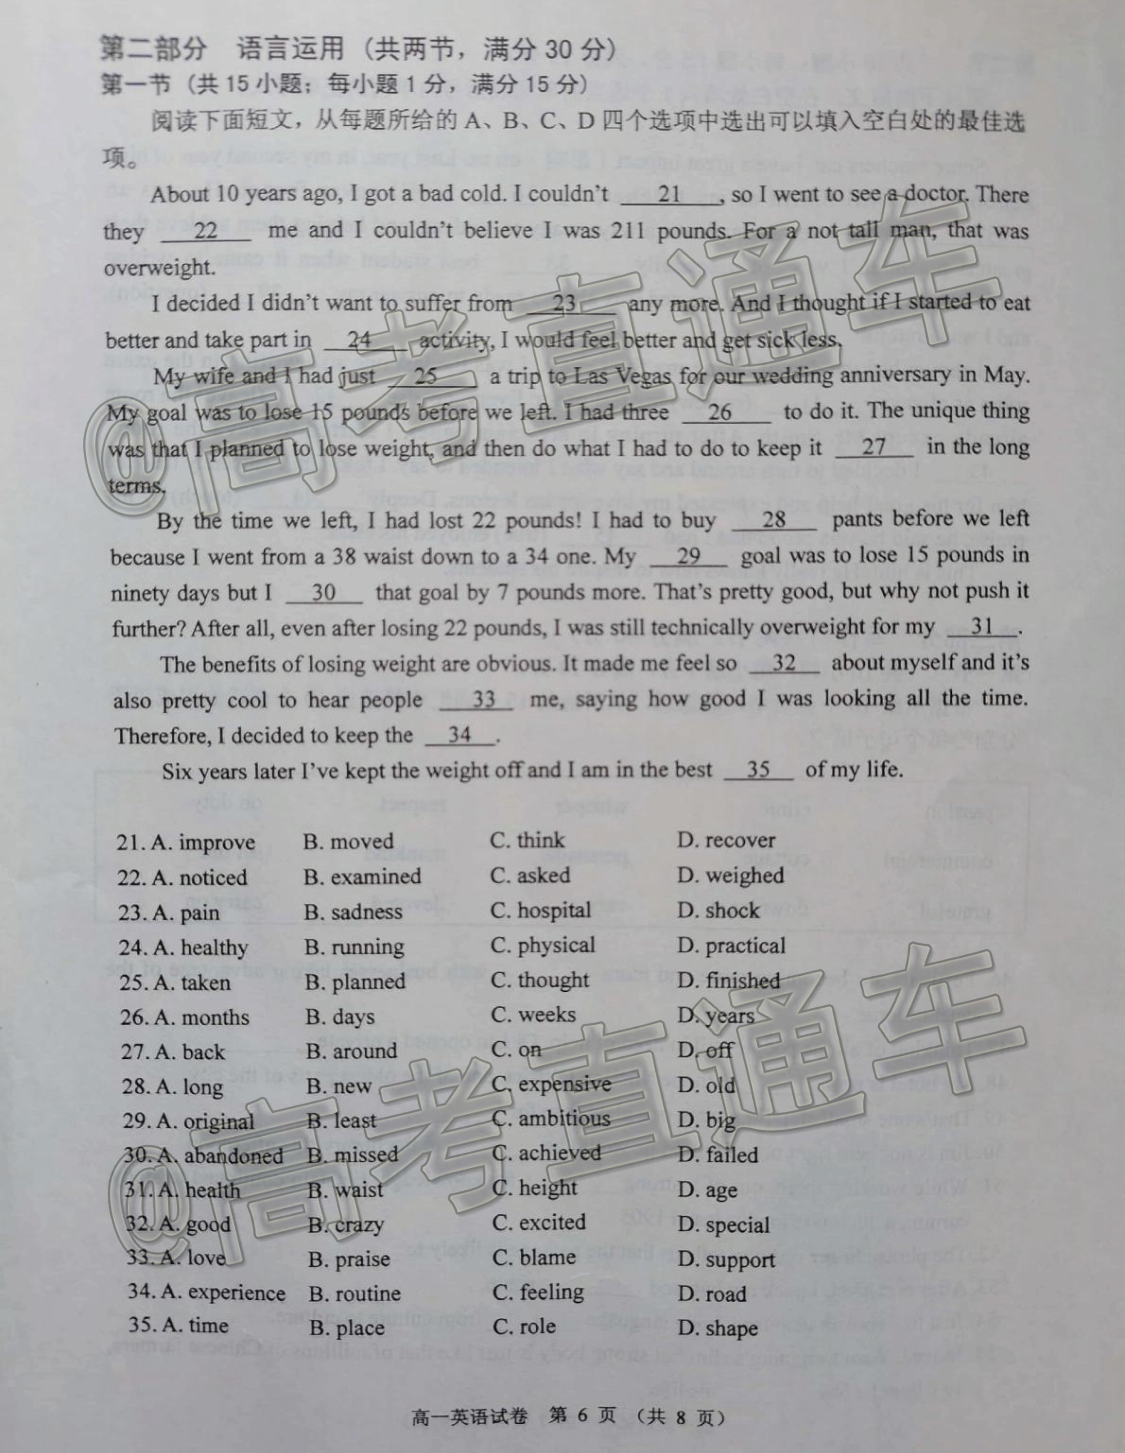 第二部分 语言运用 (共两节，满分 30 分)
第一节 (共 15 小题；每小题 1 分，满分 15 分)
阅读下面短文，从每题所给的 A、B、C、D 四个选项中选出可以填入空白处的最佳选
项。
About 10 years ago, I got a bad cold. I couldn't 21 , so I went to see a doctor. There
they 22 me and I couldn't believe I was 211 pounds. For a not tall man, that was
overweight.
I decided I didn't want to suffer from 23 any more. And I thought if I started to eat
better and take part in 24 activity, I would feel better and get sick less.
My wife and I had just 25 a trip to Las Vegas for our wedding anniversary in May.
My goal was to lose 15 pounds before we left. I had three 26 to do it. The unique thing
was that I planned to lose weight, and then do what I had to do to keep it 27 in the long
terms.
By the time we left, I had lost 22 pounds! I had to buy 28 pants before we left
because I went from a 38 waist down to a 34 one. My 29 goal was to lose 15 pounds in
ninety days but I 30 that goal by 7 pounds more. That's pretty good, but why not push it
further? After all, even after losing 22 pounds, I was still technically overweight for my 31 .
The benefits of losing weight are obvious. It made me feel so 32 about myself and it's
also pretty cool to hear people 33 me, saying how good I was looking all the time.
Therefore, I decided to keep the 34 .
Six years later I've kept the weight off and I am in the best 35 of my life.
21. A. improve B. moved C. think D. recover
22. A. noticed B. examined C. asked D. weighed
23. A. pain B. sadness C. hospital D. shock
24. A. healthy B. running C. physical D. practical
25. A. taken B. planned C. thought D. finished
26. A. months B. days C. weeks D. years
27. A. back B. around C. on D. off
28. A. long B. new C. expensive D. old
29. A. original B. least C. ambitious D. big
30. A. abandoned B. missed C. achieved D. failed
31. A. health B. waist C. height D. age
32. A. good B. crazy C. excited D. special
33. A. love B. praise C. blame D. support
34. A. experience B. routine C. feeling D. road
35. A. time B. place C. role D. shape
高一英语试卷 第 6 页 （共 8 页）
@高考直通车
@高考直通车